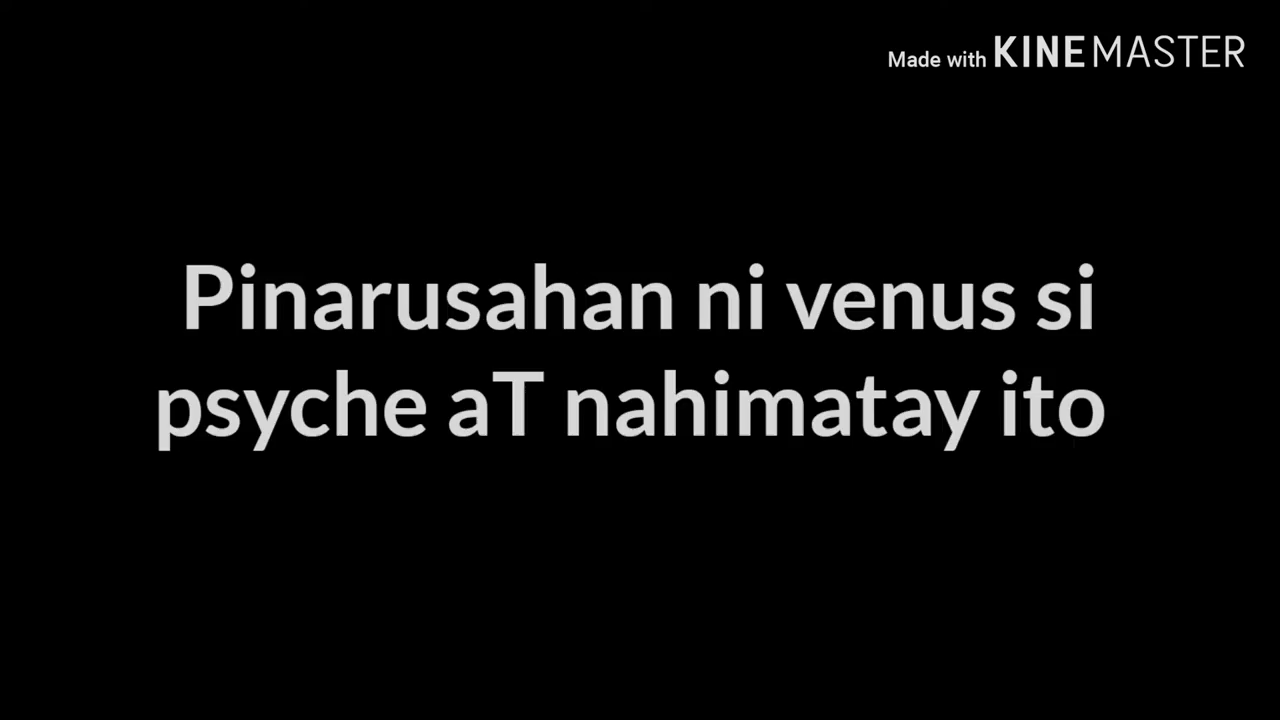 Made with KINEMASTER
Pinarusahan ni venus si
psyche aT nahimatay ito